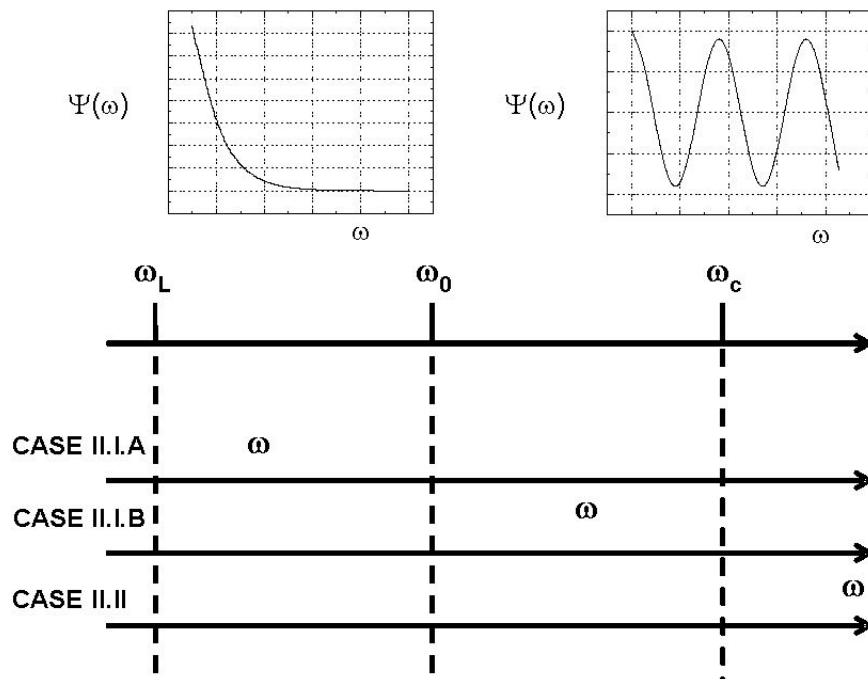 Ψ(ω)
ω
Ψ(ω)
ω
ω_L ω_0 ω_c
CASE II.I.A ω
CASE II.I.B ω
CASE II.II ω